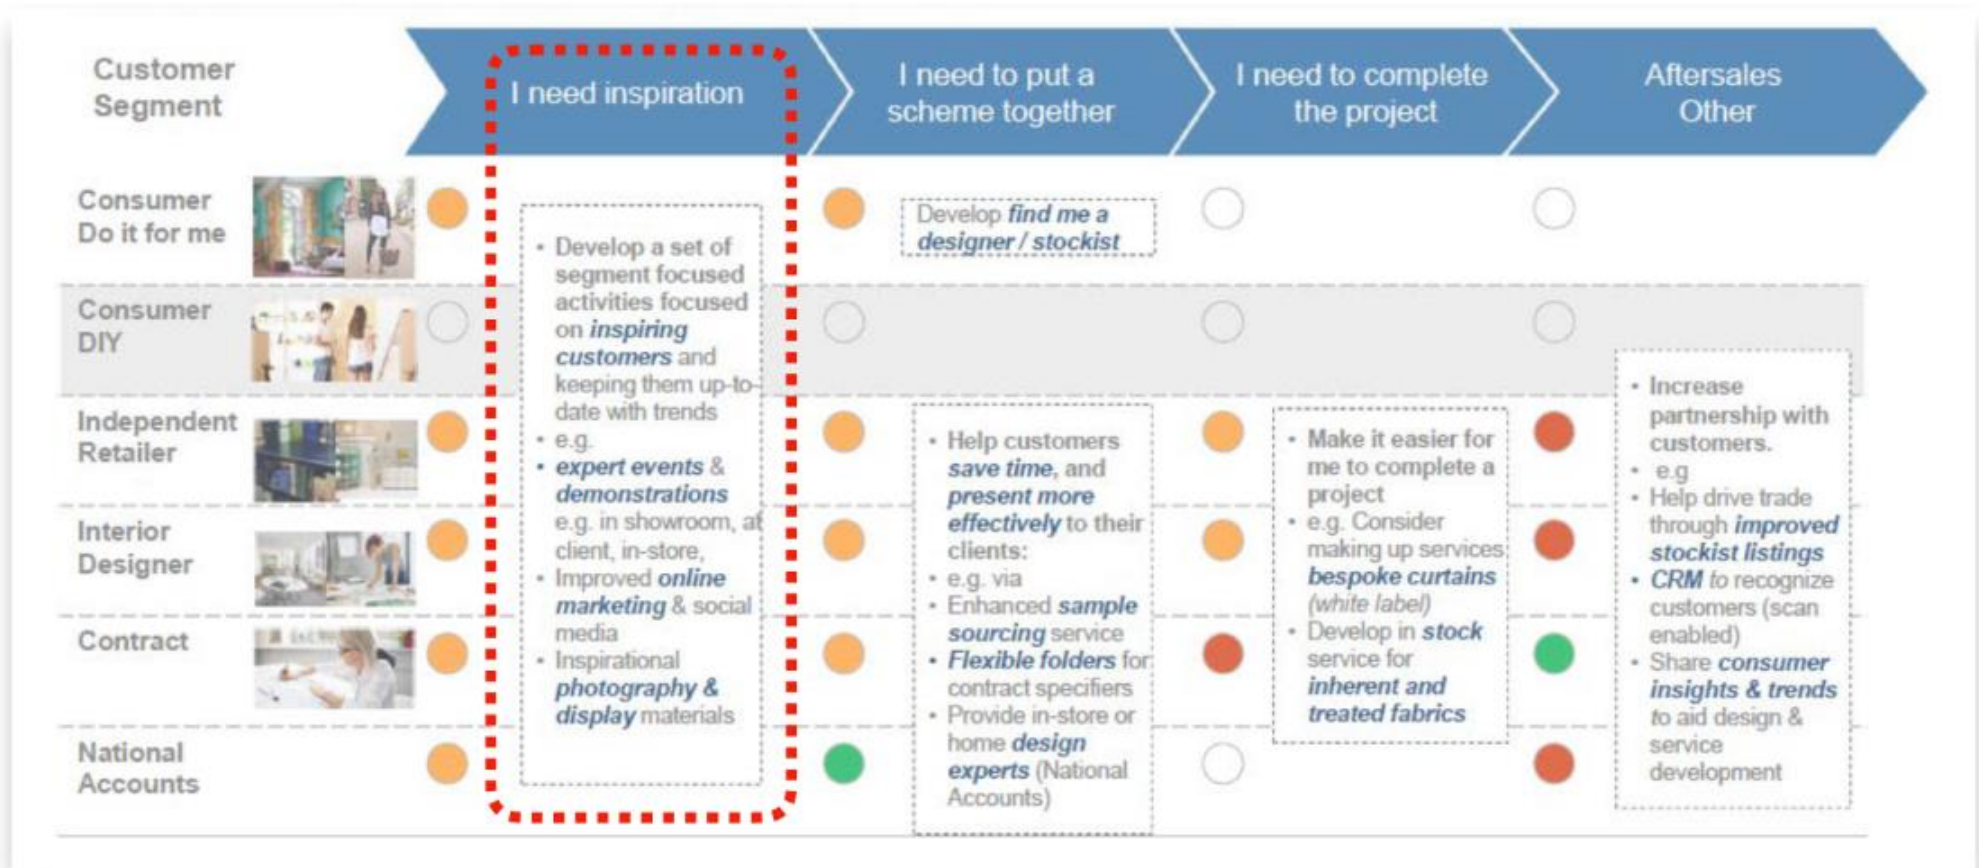 Customer
Segment
I need inspiration
I need to put a
scheme together
I need to complete
the project
Aftersales
Other
Consumer
Do it for me
Consumer
DIY
Independent
Retailer
Interior
Designer
Contract
National
Accounts
• Develop a set of
segment focused
activities focused
on inspiring
customers and
keeping them up-to-
date with trends
• e.g.
• expert events &
demonstrations
e.g. in showroom, at
client, in-store,
• Improved online
marketing & social
media
• Inspirational
photography &
display materials
Develop find me a
designer / stockist
• Help customers
save time, and
present more
effectively to their
clients:
• e.g. via
• Enhanced sample
sourcing service
• Flexible folders for
contract specifiers
• Provide in-store or
home design
experts (National
Accounts)
• Make it easier for
me to complete a
project
• e.g. Consider
making up services
bespoke curtains
(white label)
• Develop in stock
service for
inherent and
treated fabrics
• Increase
partnership with
customers.
• e.g
• Help drive trade
through improved
stockist listings
• CRM to recognize
customers (scan
enabled)
• Share consumer
insights & trends
to aid design &
service
development